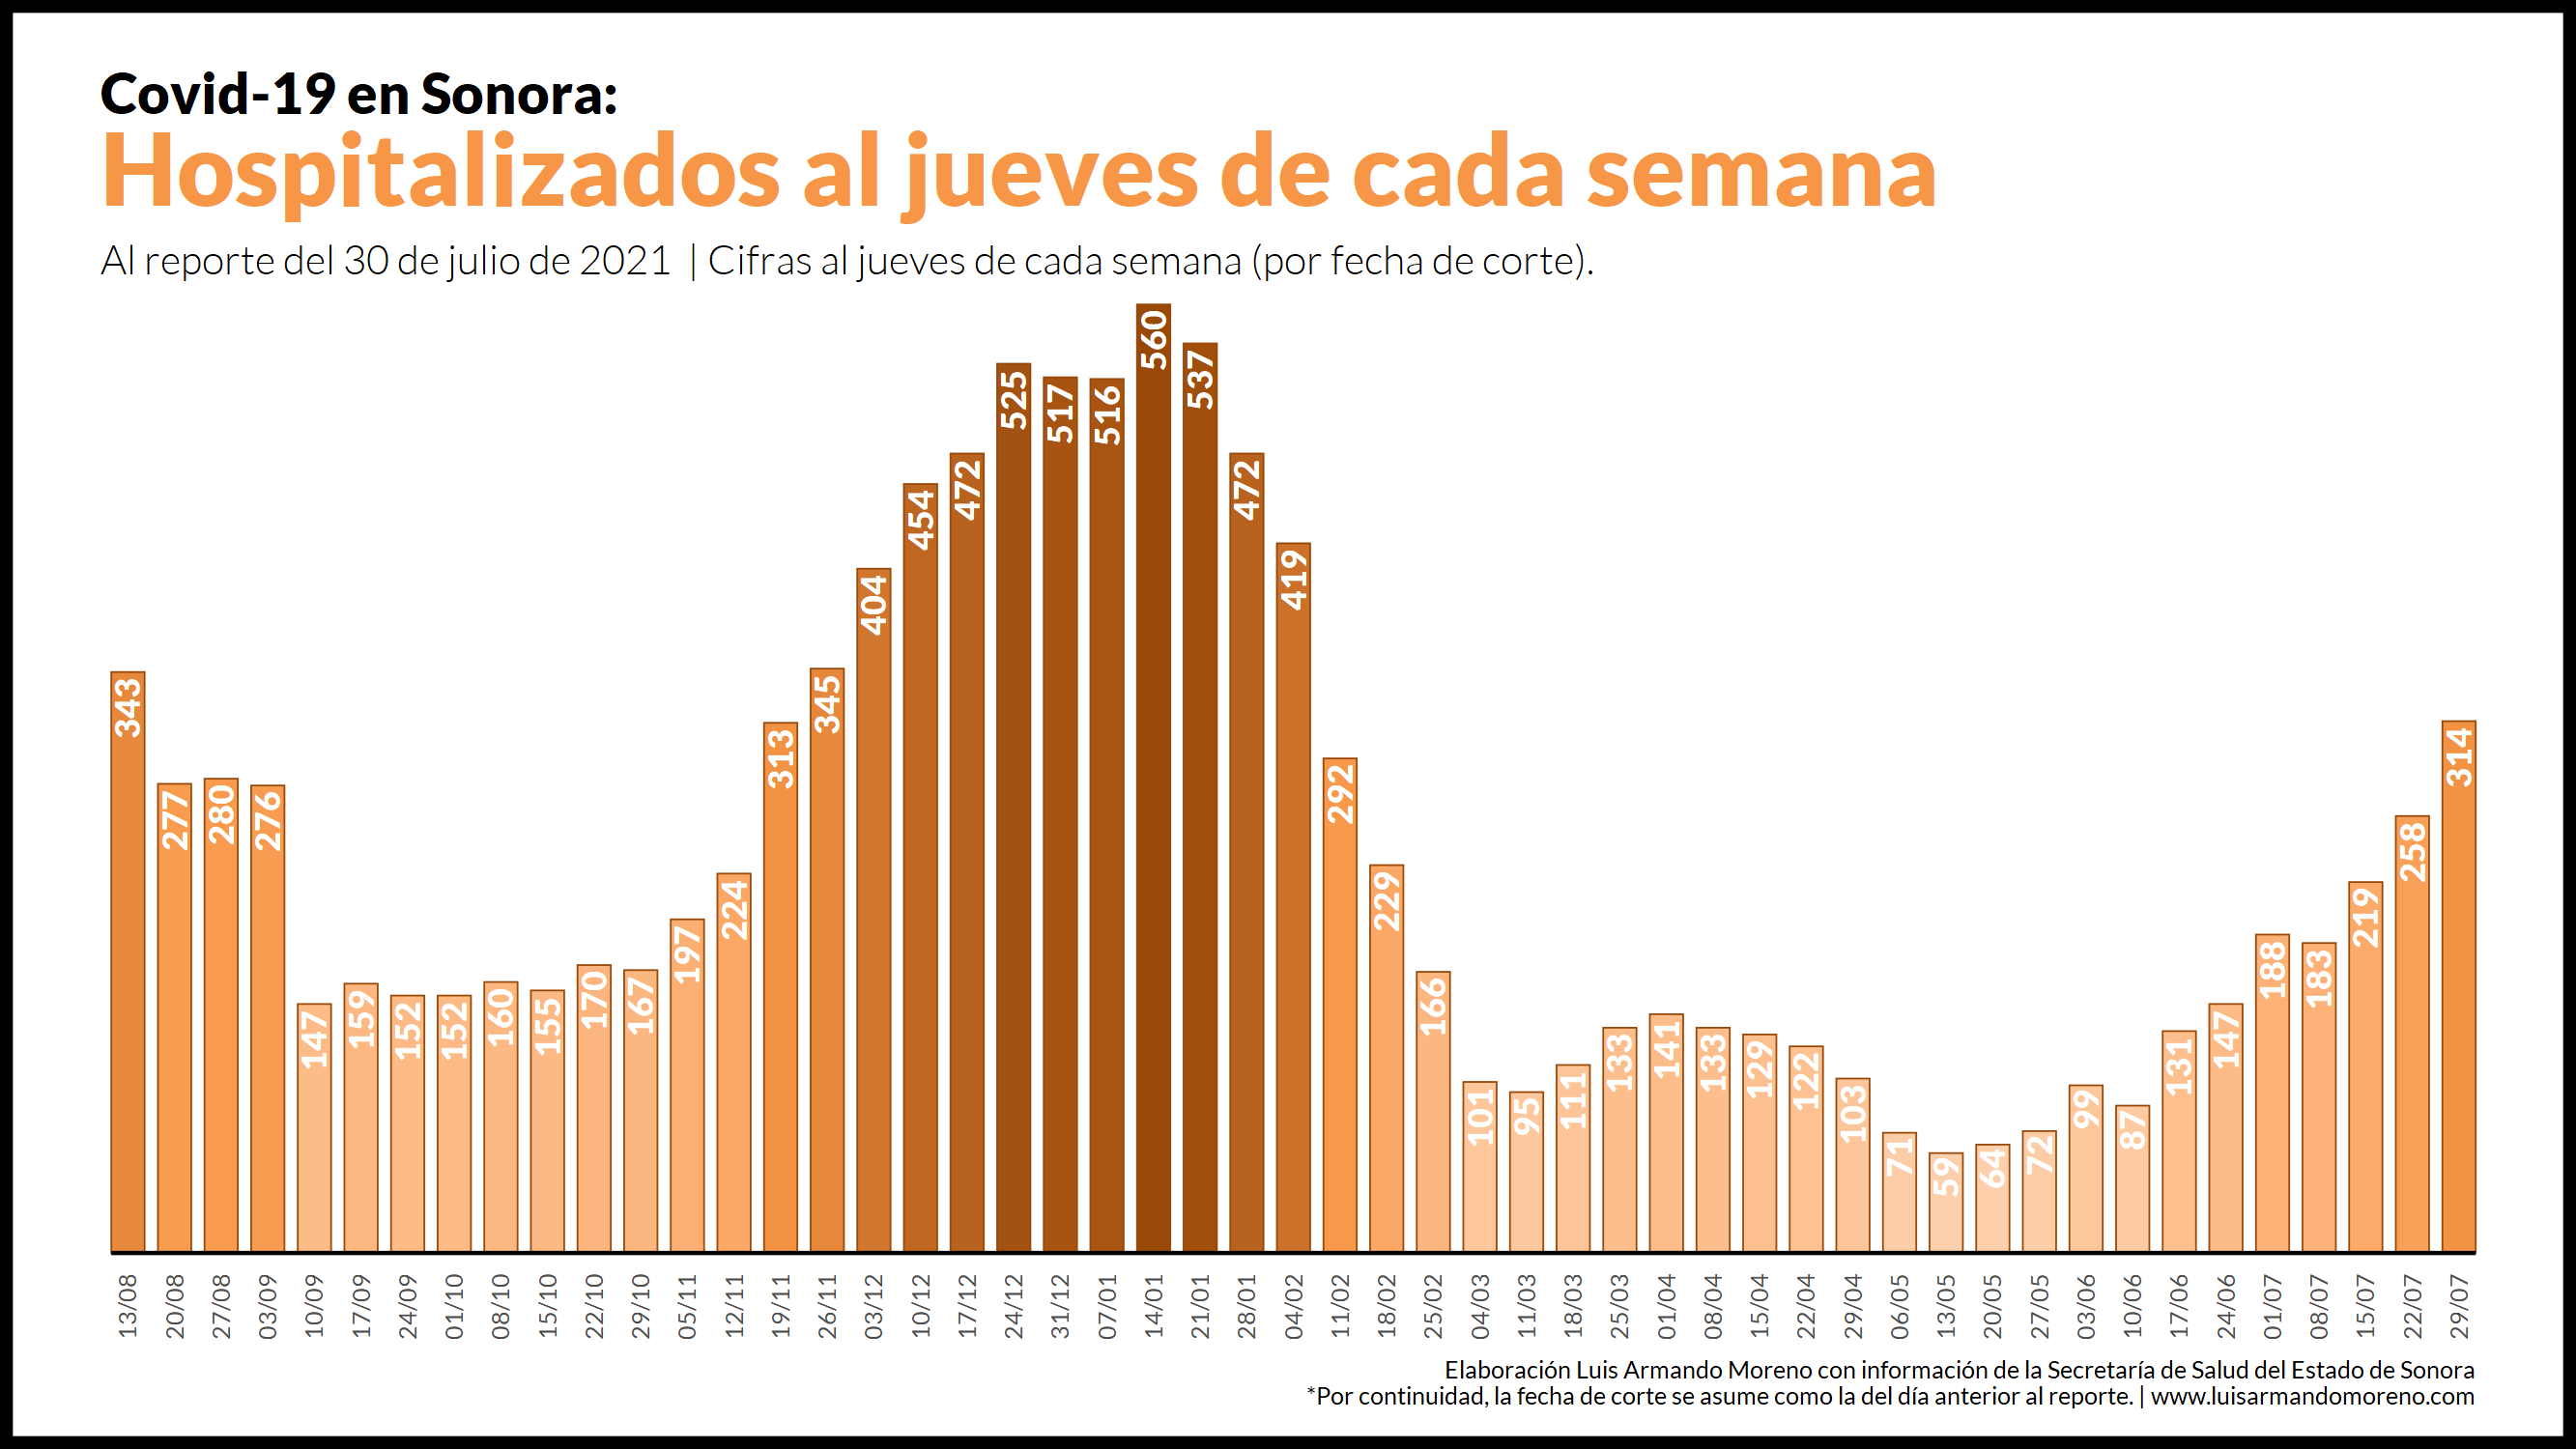 Covid-19 en Sonora:
Hospitalizados al jueves de cada semana
Al reporte del 30 de julio de 2021 | Cifras al jueves de cada semana (por fecha de corte).
343 277 280 276 147 159 152 152 160 155 170 167 197 224 313 345 404 454 472 525 517 516 560 537 472 419 292 229 166 101 95 111 133 141 133 129 122 103 71 59 64 72 99 87 131 147 188 183 219 258 314
13/08 20/08 27/08 03/09 10/09 17/09 24/09 01/10 08/10 15/10 22/10 29/10 05/11 12/11 19/11 26/11 03/12 10/12 17/12 24/12 31/12 07/01 14/01 21/01 28/01 04/02 11/02 18/02 25/02 04/03 11/03 18/03 25/03 01/04 08/04 15/04 22/04 29/04 06/05 13/05 20/05 27/05 03/06 10/06 17/06 24/06 01/07 08/07 15/07 22/07 29/07
Elaboración Luis Armando Moreno con información de la Secretaría de Salud del Estado de Sonora
*Por continuidad, la fecha de corte se asume como la del día anterior al reporte. | www.luisarmandomoreno.com